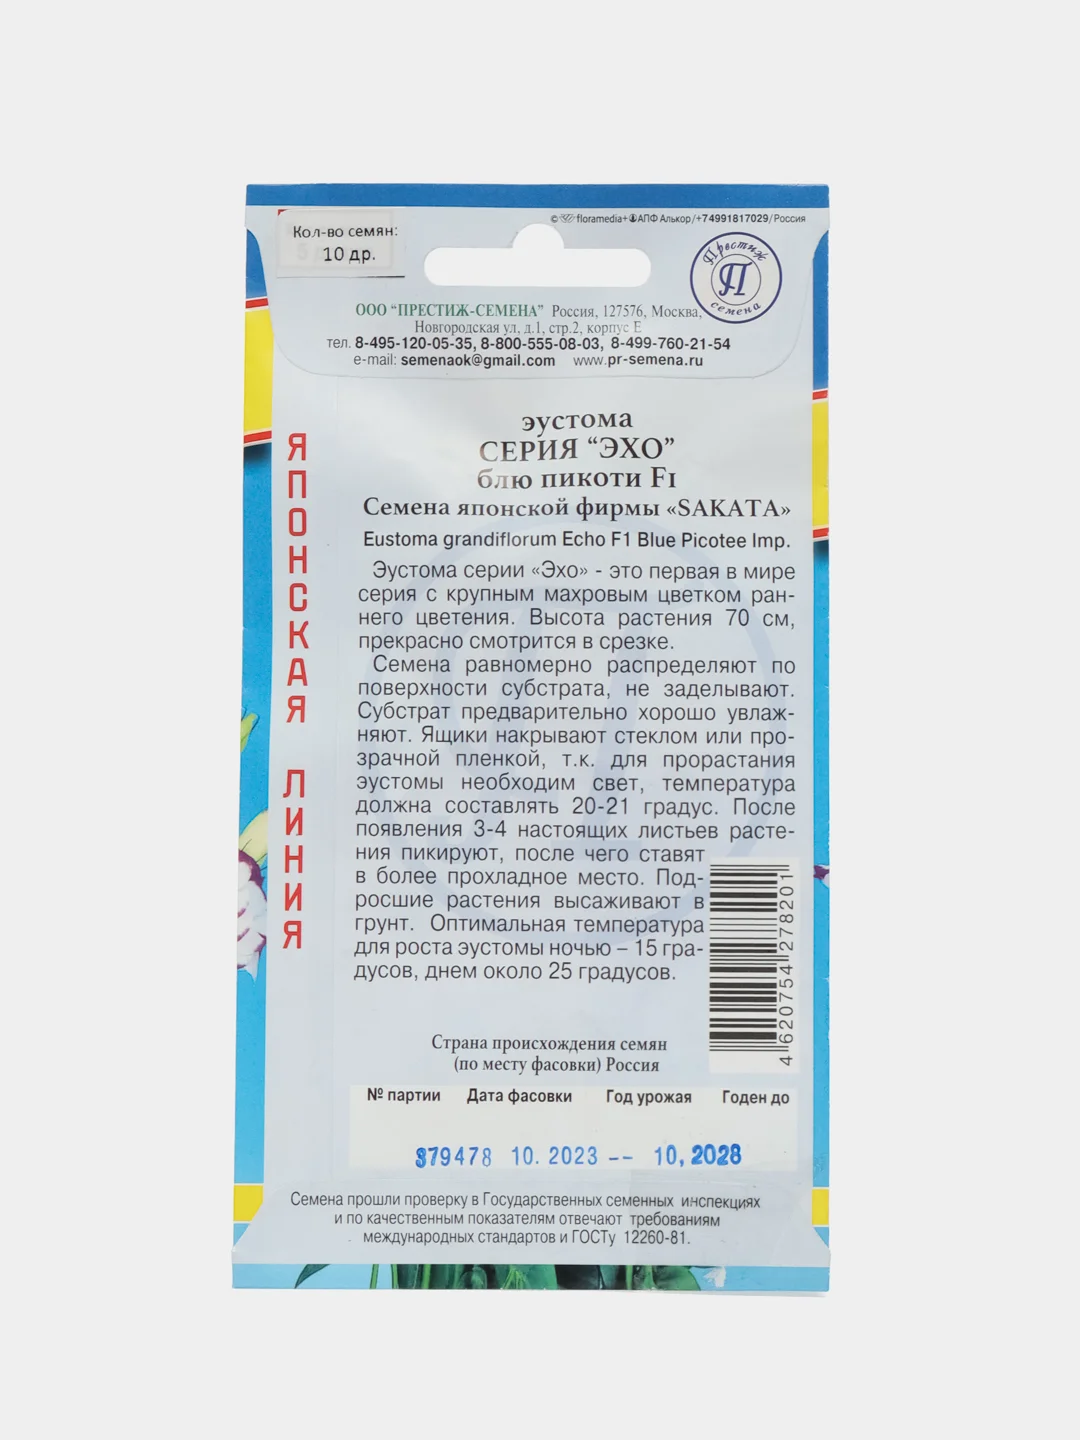 © floramedia+АПФ Алькор/+74991817029/Россия
Кол-во семян:
10 др.
Престиж
П
семена
ООО “ПРЕСТИЖ-СЕМЕНА” Россия, 127576, Москва,
Новгородская ул, д.1, стр.2, корпус Е
тел. 8-495-120-05-35, 8-800-555-08-03, 8-499-760-21-54
e-mail: semenaok@gmail.com www.pr-semena.ru
ЯПОНСКАЯ ЛИНИЯ
эустома
СЕРИЯ “ЭХО”
блю пикоти F1
Семена японской фирмы «SAKATA»
Eustoma grandiflorum Echo F1 Blue Picotee Imp.
Эустома серии «Эхо» - это первая в мире
серия с крупным махровым цветком ран-
него цветения. Высота растения 70 см,
прекрасно смотрится в срезке.
Семена равномерно распределяют по
поверхности субстрата, не заделывают.
Субстрат предварительно хорошо увлаж-
няют. Ящики накрывают стеклом или про-
зрачной пленкой, т.к. для прорастания
эустомы необходим свет, температура
должна составлять 20-21 градус. После
появления 3-4 настоящих листьев расте-
ния пикируют, после чего ставят
в более прохладное место. Под-
росшие растения высаживают в
грунт. Оптимальная температура
для роста эустомы ночью – 15 гра-
дусов, днем около 25 градусов.
4620754278201
Страна происхождения семян
(по месту фасовки) Россия
№ партии Дата фасовки Год урожая Годен до
379478 10. 2023 -- 10, 2028
Семена прошли проверку в Государственных семенных инспекциях
и по качественным показателям отвечают требованиям
международных стандартов и ГОСТу 12260-81.